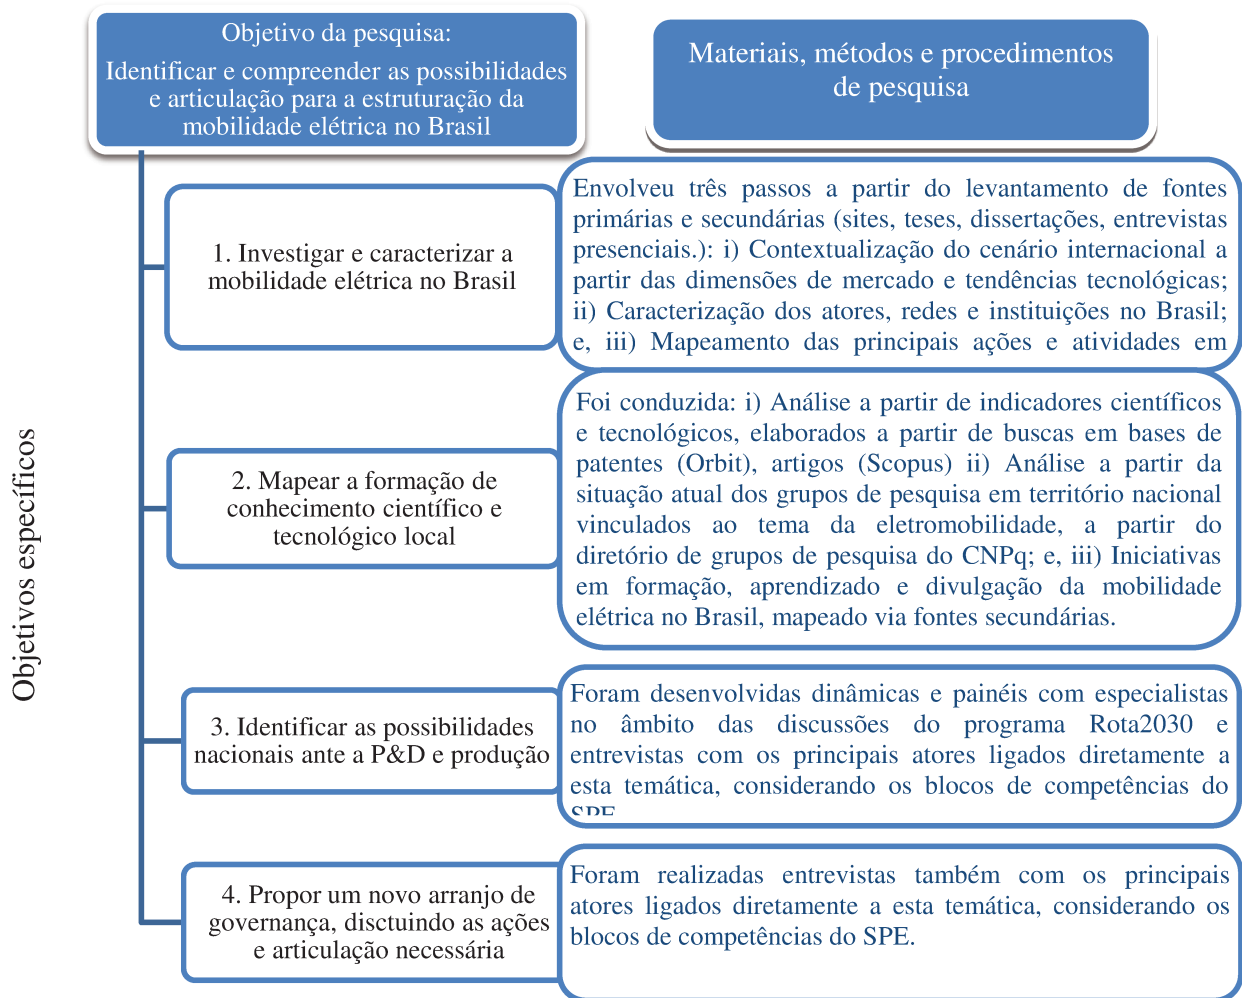 Objetivo da pesquisa:
Identificar e compreender as possibilidades
e articulação para a estruturação da
mobilidade elétrica no Brasil
Materiais, métodos e procedimentos
de pesquisa
Objetivos específicos
1. Investigar e caracterizar a
mobilidade elétrica no Brasil
Envolveu três passos a partir do levantamento de fontes
primárias e secundárias (sites, teses, dissertações, entrevistas
presenciais.): i) Contextualização do cenário internacional a
partir das dimensões de mercado e tendências tecnológicas;
ii) Caracterização dos atores, redes e instituições no Brasil;
e, iii) Mapeamento das principais ações e atividades em
2. Mapear a formação de
conhecimento científico e
tecnológico local
Foi conduzida: i) Análise a partir de indicadores científicos
e tecnológicos, elaborados a partir de buscas em bases de
patentes (Orbit), artigos (Scopus) ii) Análise a partir da
situação atual dos grupos de pesquisa em território nacional
vinculados ao tema da eletromobilidade, a partir do
diretório de grupos de pesquisa do CNPq; e, iii) Iniciativas
em formação, aprendizado e divulgação da mobilidade
elétrica no Brasil, mapeado via fontes secundárias.
3. Identificar as possibilidades
nacionais ante a P&D e produção
Foram desenvolvidas dinâmicas e painéis com especialistas
no âmbito das discussões do programa Rota2030 e
entrevistas com os principais atores ligados diretamente a
esta temática, considerando os blocos de competências do
SPE
4. Propor um novo arranjo de
governança, disctuindo as ações
e articulação necessária
Foram realizadas entrevistas também com os principais
atores ligados diretamente a esta temática, considerando os
blocos de competências do SPE.